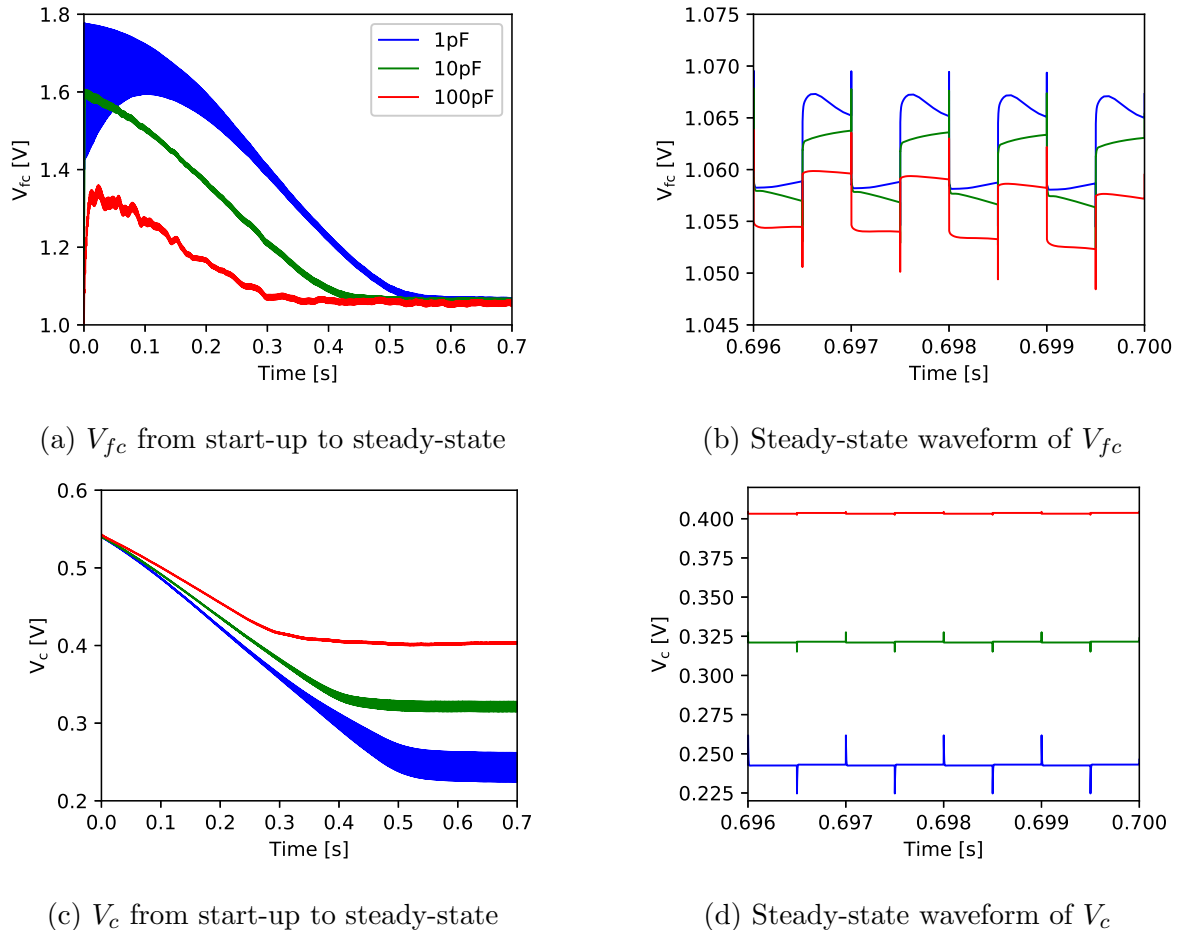 1.8
1.6
1.4
1.2
1.0
V_fc [V]
0.0 0.1 0.2 0.3 0.4 0.5 0.6 0.7
Time [s]
1pF
10pF
100pF
(a) V_fc from start-up to steady-state
1.075
1.070
1.065
1.060
1.055
1.050
1.045
V_fc [V]
0.696 0.697 0.698 0.699 0.700
Time [s]
(b) Steady-state waveform of V_fc
0.6
0.5
0.4
0.3
0.2
V_c [V]
0.0 0.1 0.2 0.3 0.4 0.5 0.6 0.7
Time [s]
(c) V_c from start-up to steady-state
0.400
0.375
0.350
0.325
0.300
0.275
0.250
0.225
V_c [V]
0.696 0.697 0.698 0.699 0.700
Time [s]
(d) Steady-state waveform of V_c